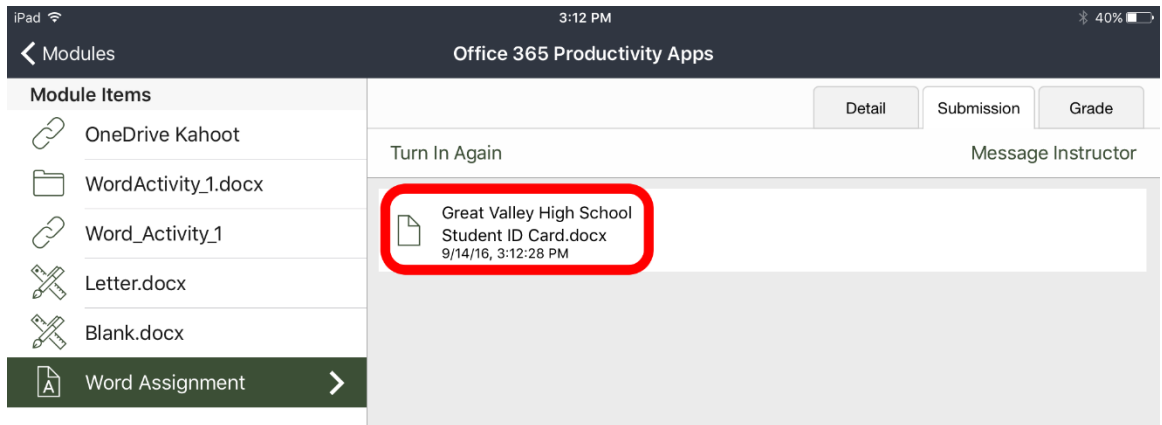 iPad 3:12 PM 40%
Modules Office 365 Productivity Apps
Module Items
OneDrive Kahoot
WordActivity_1.docx
Word_Activity_1
Letter.docx
Blank.docx
A Word Assignment
Detail Submission Grade
Turn In Again Message Instructor
Great Valley High School
Student ID Card.docx
9/14/16, 3:12:28 PM